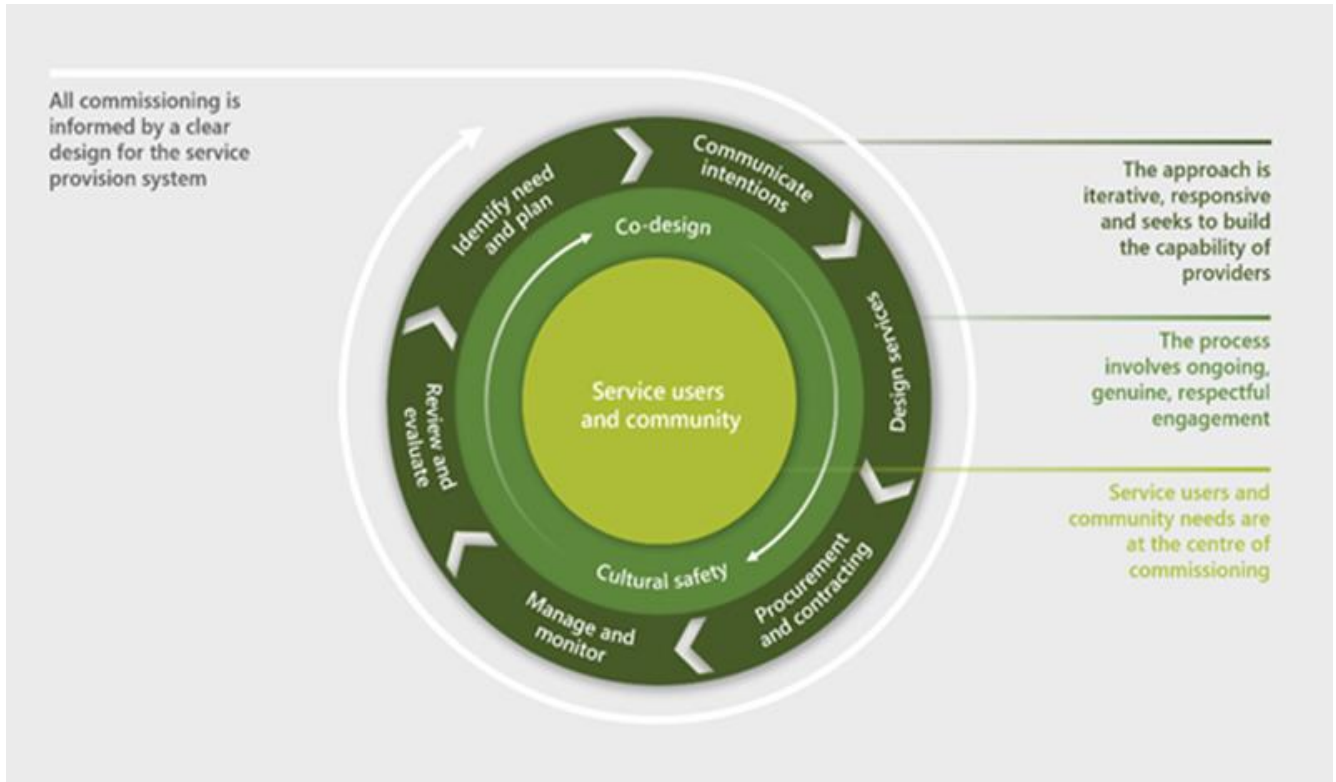 All commissioning is
informed by a clear
design for the service
provision system
Identify need
and plan
Communicate
intentions
Design services
Procurement
and contracting
Manage and
monitor
Review and
evaluate
Co-design
Cultural safety
Service users
and community
The approach is
iterative, responsive
and seeks to build
the capability of
providers
The process
involves ongoing,
genuine, respectful
engagement
Service users and
community needs are
at the centre of
commissioning